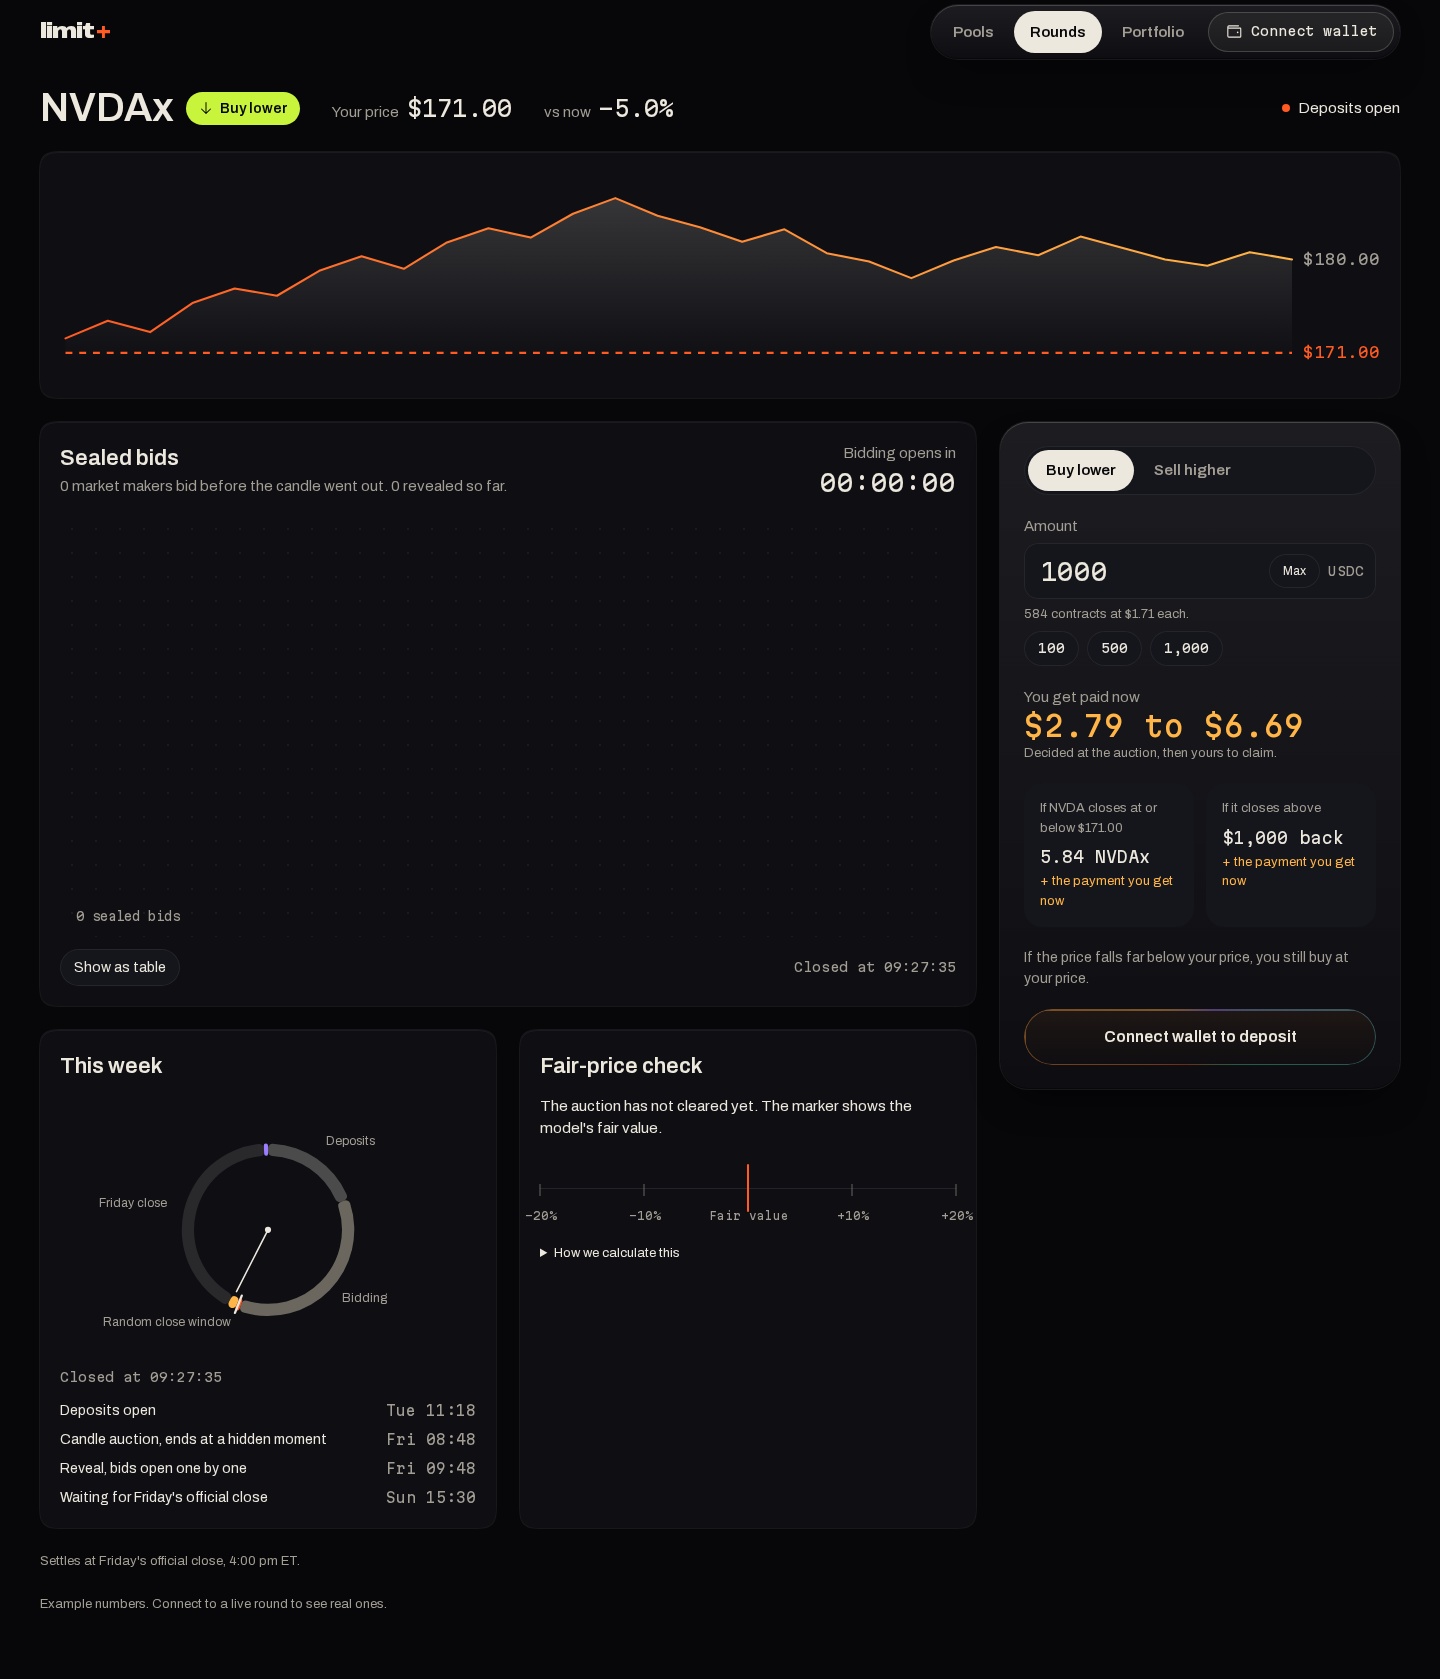 limit+
Pools
Rounds
Portfolio
Connect wallet
NVDAx
Buy lower
Your price $171.00
vs now −5.0%
Deposits open
$180.00
$171.00
Sealed bids
0 market makers bid before the candle went out. 0 revealed so far.
Bidding opens in
00:00:00
0 sealed bids
Show as table
Closed at 09:27:35
Buy lower
Sell higher
Amount
1000
Max
USDC
584 contracts at $1.71 each.
100
500
1,000
You get paid now
$2.79 to $6.69
Decided at the auction, then yours to claim.
If NVDA closes at or
below $171.00
5.84 NVDAx
+ the payment you get
now
If it closes above
$1,000 back
+ the payment you get
now
If the price falls far below your price, you still buy at
your price.
Connect wallet to deposit
This week
Deposits
Friday close
Bidding
Random close window
Closed at 09:27:35
Deposits open Tue 11:18
Candle auction, ends at a hidden moment Fri 08:48
Reveal, bids open one by one Fri 09:48
Waiting for Friday's official close Sun 15:30
Fair-price check
The auction has not cleared yet. The marker shows the
model's fair value.
−20%
−10%
Fair value
+10%
+20%
How we calculate this
Settles at Friday's official close, 4:00 pm ET.
Example numbers. Connect to a live round to see real ones.